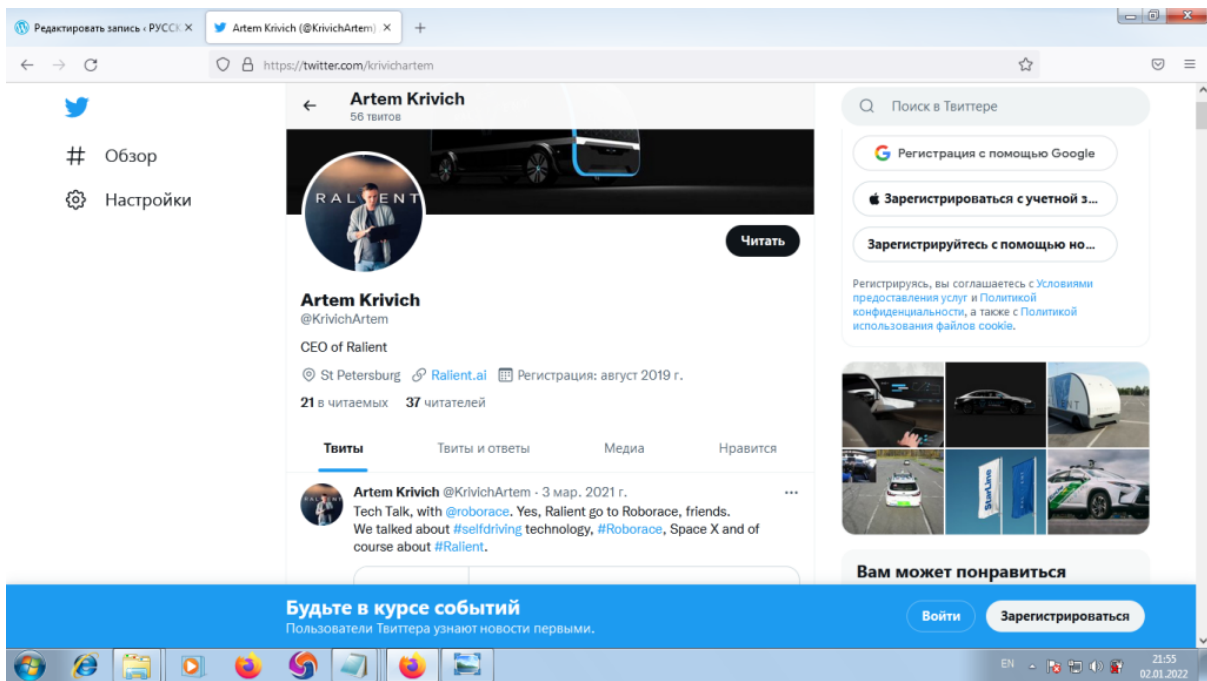 Редактировать запись ‹ РУССК
Artem Krivich (@KrivichArtem)
https://twitter.com/krivichartem
Artem Krivich
56 твитов
Поиск в Твиттере
Обзор
Настройки
RALIENT
Читать
Регистрация с помощью Google
Зарегистрироваться с учетной з...
Зарегистрируйтесь с помощью но...
Регистрируясь, вы соглашаетесь с Условиями
предоставления услуг и Политикой
конфиденциальности, а также с Политикой
использования файлов cookie.
Artem Krivich
@KrivichArtem
CEO of Ralient
St Petersburg Ralient.ai Регистрация: август 2019 г.
21 в читаемых 37 читателей
Твиты Твиты и ответы Медиа Нравится
Artem Krivich @KrivichArtem · 3 мар. 2021 г.
Tech Talk, with @roborace. Yes, Ralient go to Roborace, friends.
We talked about #selfdriving technology, #Roborace, Space X and of
course about #Ralient.
StarLine
Вам может понравиться
Будьте в курсе событий
Пользователи Твиттера узнают новости первыми.
Войти Зарегистрироваться
EN 21:55
02.01.2022